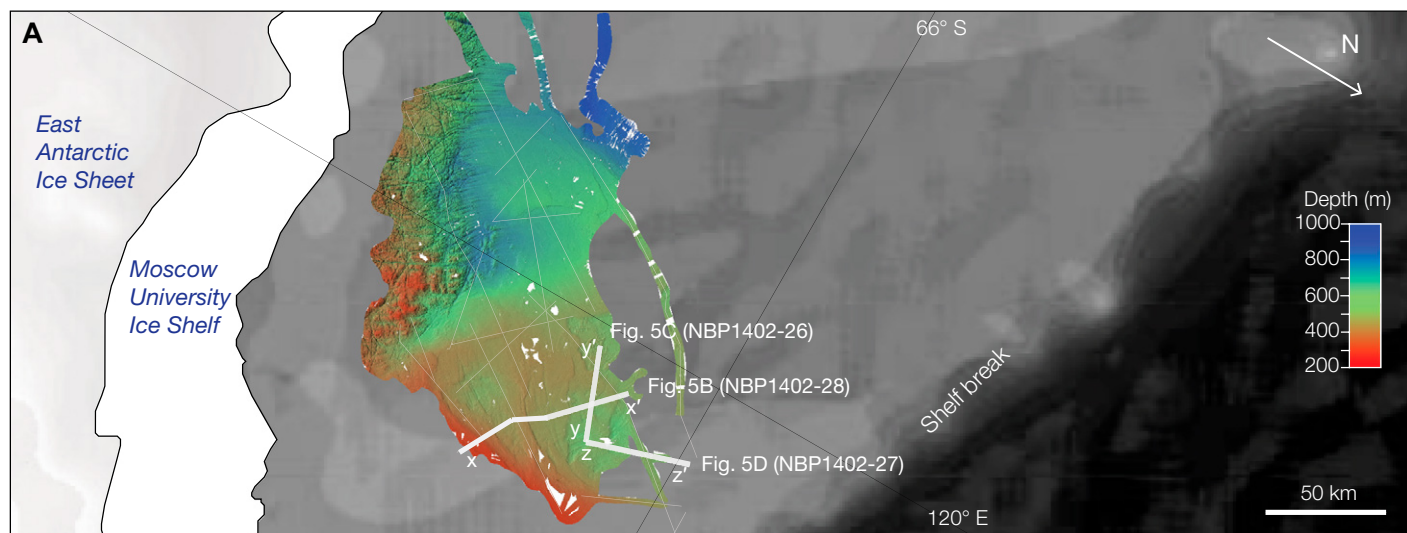 A
66° S
N
East
Antarctic
Ice Sheet
Depth (m)
1000
800
600
400
200
Moscow
University
Ice Shelf
Fig. 5C (NBP1402-26)
y'
Fig. 5B (NBP1402-28)
x'
Shelf break
y
x
z
Fig. 5D (NBP1402-27)
z'
50 km
120° E